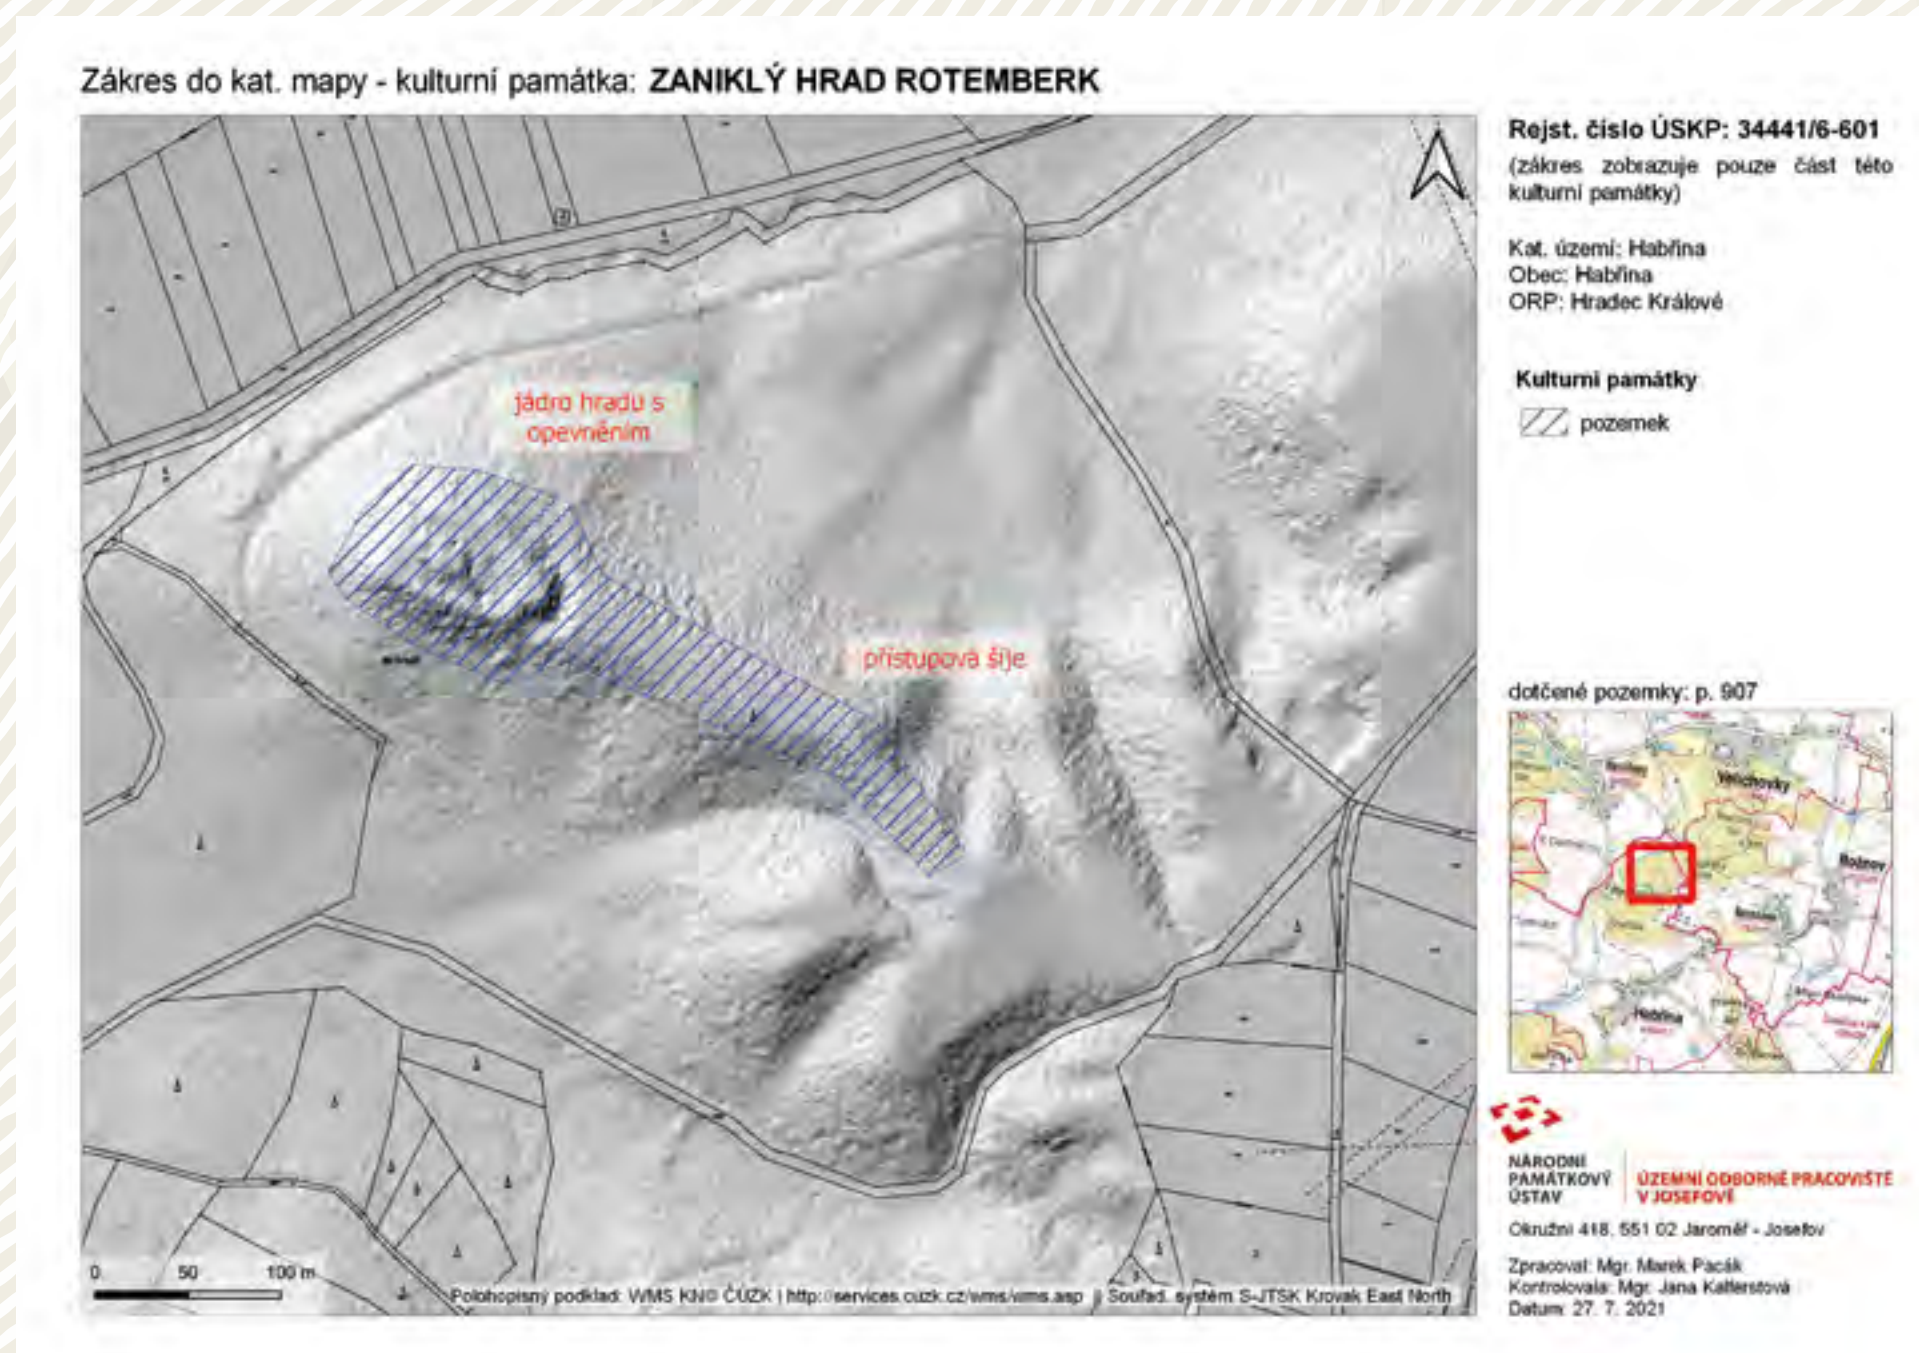 Zákres do kat. mapy - kulturní památka: ZANIKLÝ HRAD ROTEMBERK
jádro hradu s
opevněním
přístupová šíje
0 50 100 m
Polohopisný podklad: WMS KN© ČÚZK | http://services.cuzk.cz/wms/wms.asp || Souřad. systém S-JTSK Krovak East North
Rejst. číslo ÚSKP: 34441/6-601
(zákres zobrazuje pouze část této
kulturní památky)
Kat. území: Habřina
Obec: Habřina
ORP: Hradec Králové
Kulturní památky
pozemek
dotčené pozemky: p. 907
Velichovky
Rožnov
Habřina
NÁRODNÍ
PAMÁTKOVÝ
ÚSTAV
ÚZEMNÍ ODBORNÉ PRACOVIŠTĚ
V JOSEFOVĚ
Okružní 418, 551 02 Jaroměř - Josefov
Zpracoval: Mgr. Marek Pacák
Kontrolovala: Mgr. Jana Katterstová
Datum: 27. 7. 2021